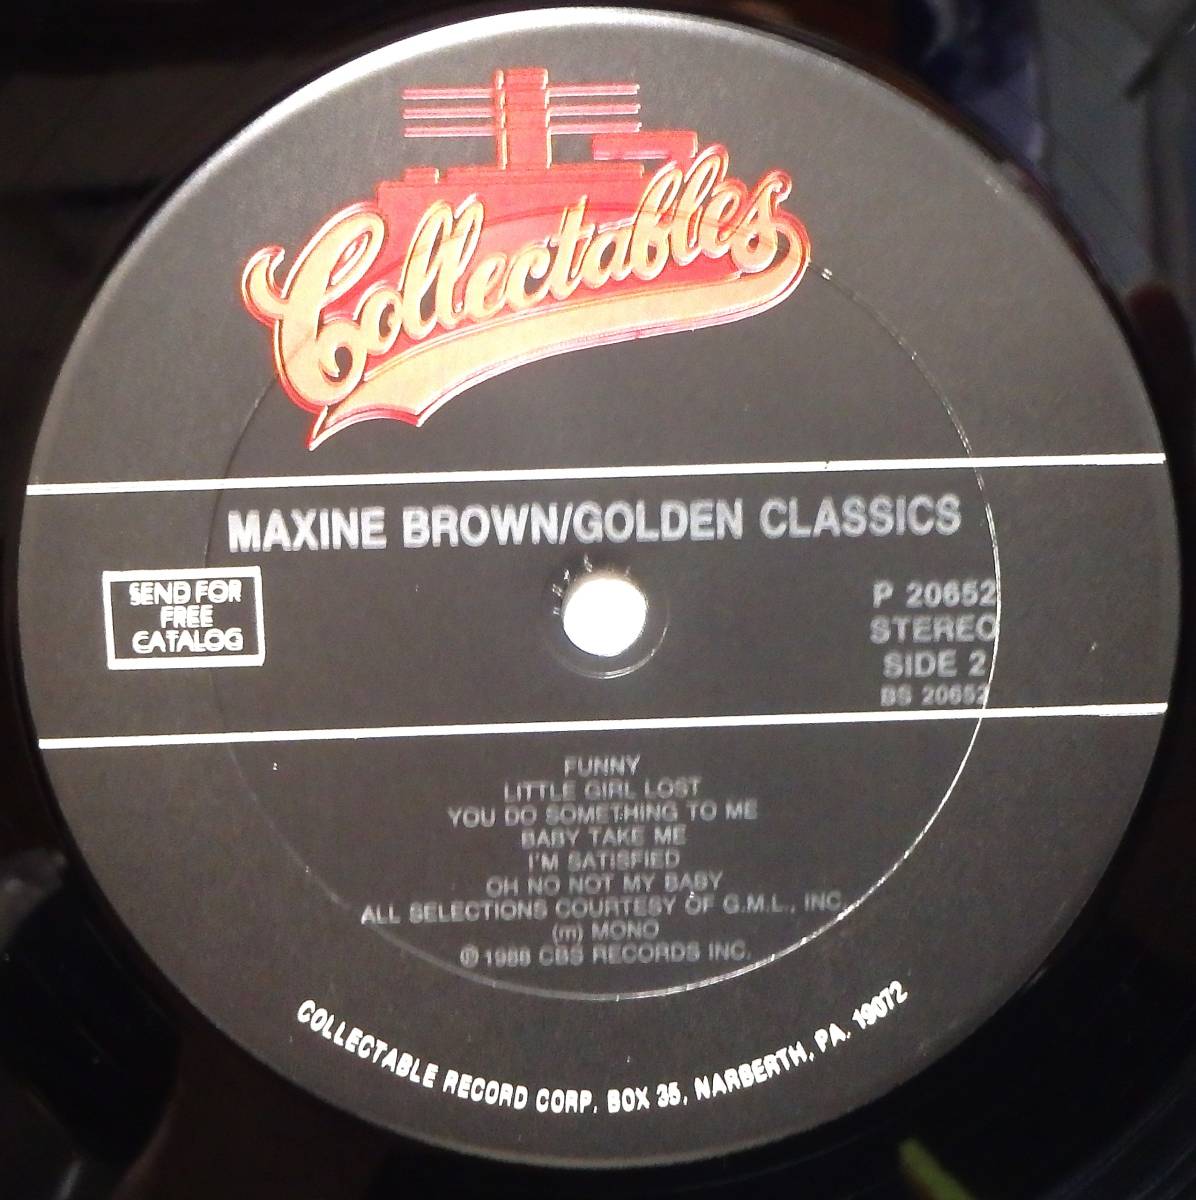 Collectables
MAXINE BROWN/GOLDEN CLASSICS
SEND FOR
FREE
CATALOG
P 20652
STEREO
SIDE 2
BS 20652
FUNNY
LITTLE GIRL LOST
YOU DO SOMETHING TO ME
BABY TAKE ME
I'M SATISFIED
OH NO NOT MY BABY
ALL SELECTIONS COURTESY OF G.M.L., INC.
(m) MONO
℗ 1988 CBS RECORDS INC.
COLLECTABLE RECORD CORP. BOX 35, NARBERTH, PA. 19072